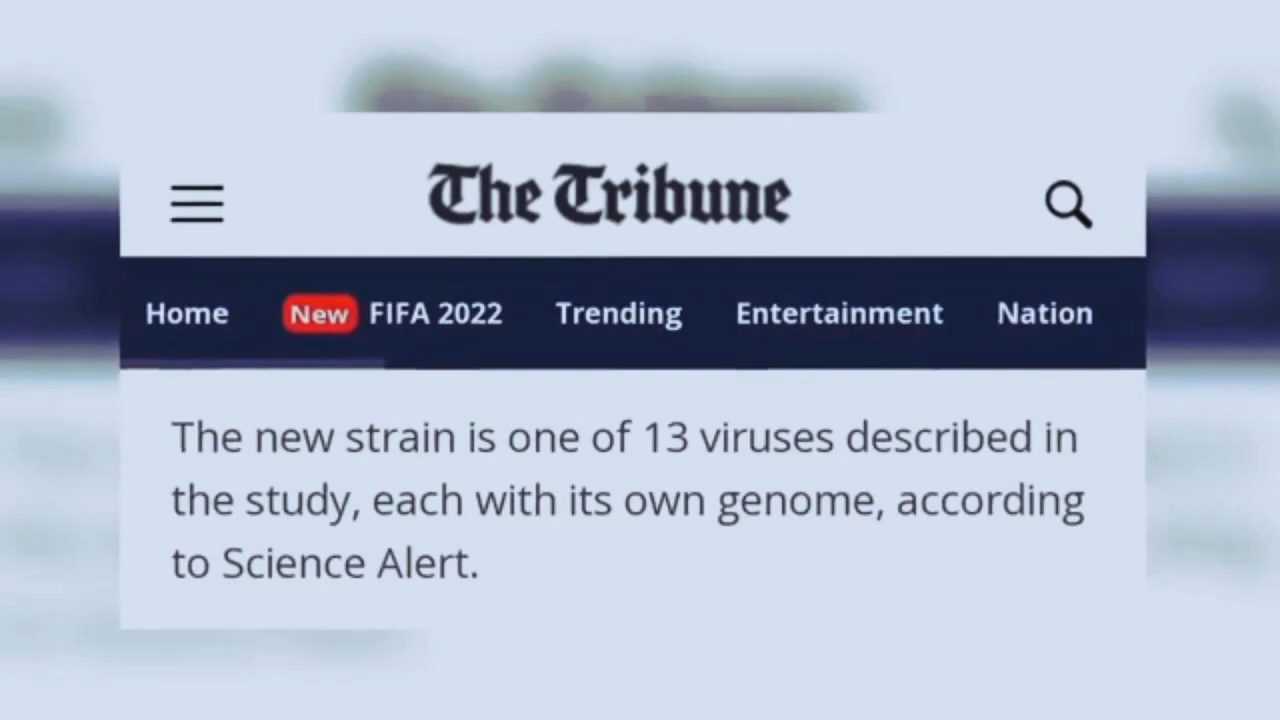 The Tribune
Home New FIFA 2022 Trending Entertainment Nation
The new strain is one of 13 viruses described in
the study, each with its own genome, according
to Science Alert.